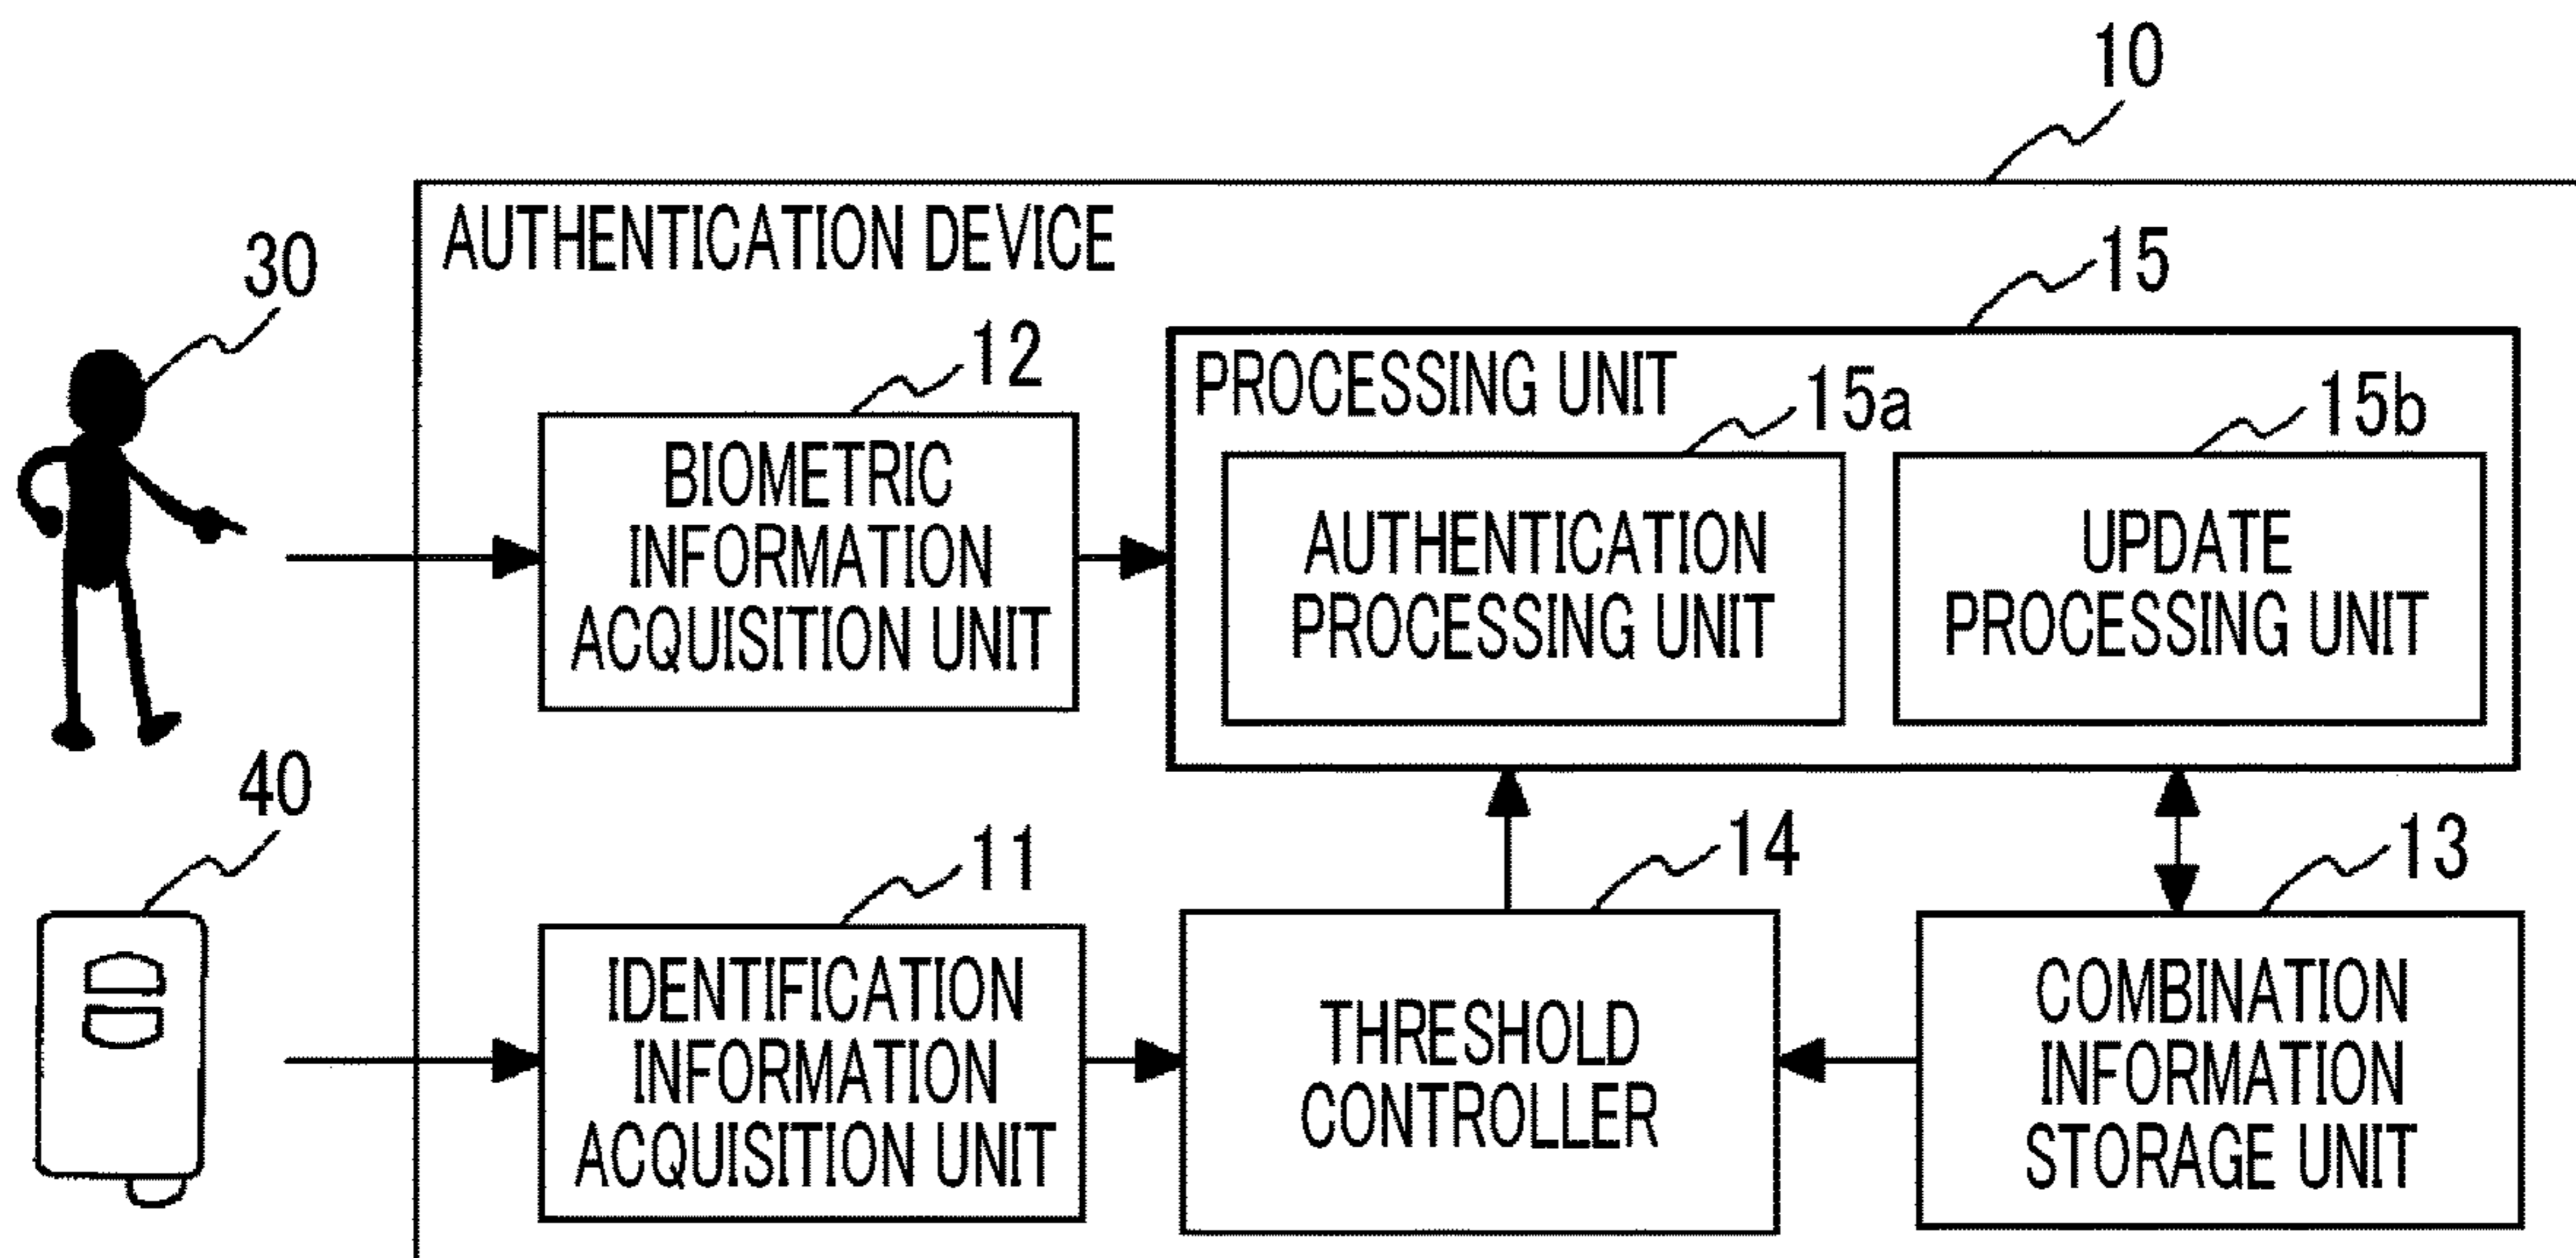 10
AUTHENTICATION DEVICE
30
15
12
PROCESSING UNIT
15a
15b
BIOMETRIC
INFORMATION
ACQUISITION UNIT
AUTHENTICATION
PROCESSING UNIT
UPDATE
PROCESSING UNIT
40
11
14
13
IDENTIFICATION
INFORMATION
ACQUISITION UNIT
THRESHOLD
CONTROLLER
COMBINATION
INFORMATION
STORAGE UNIT